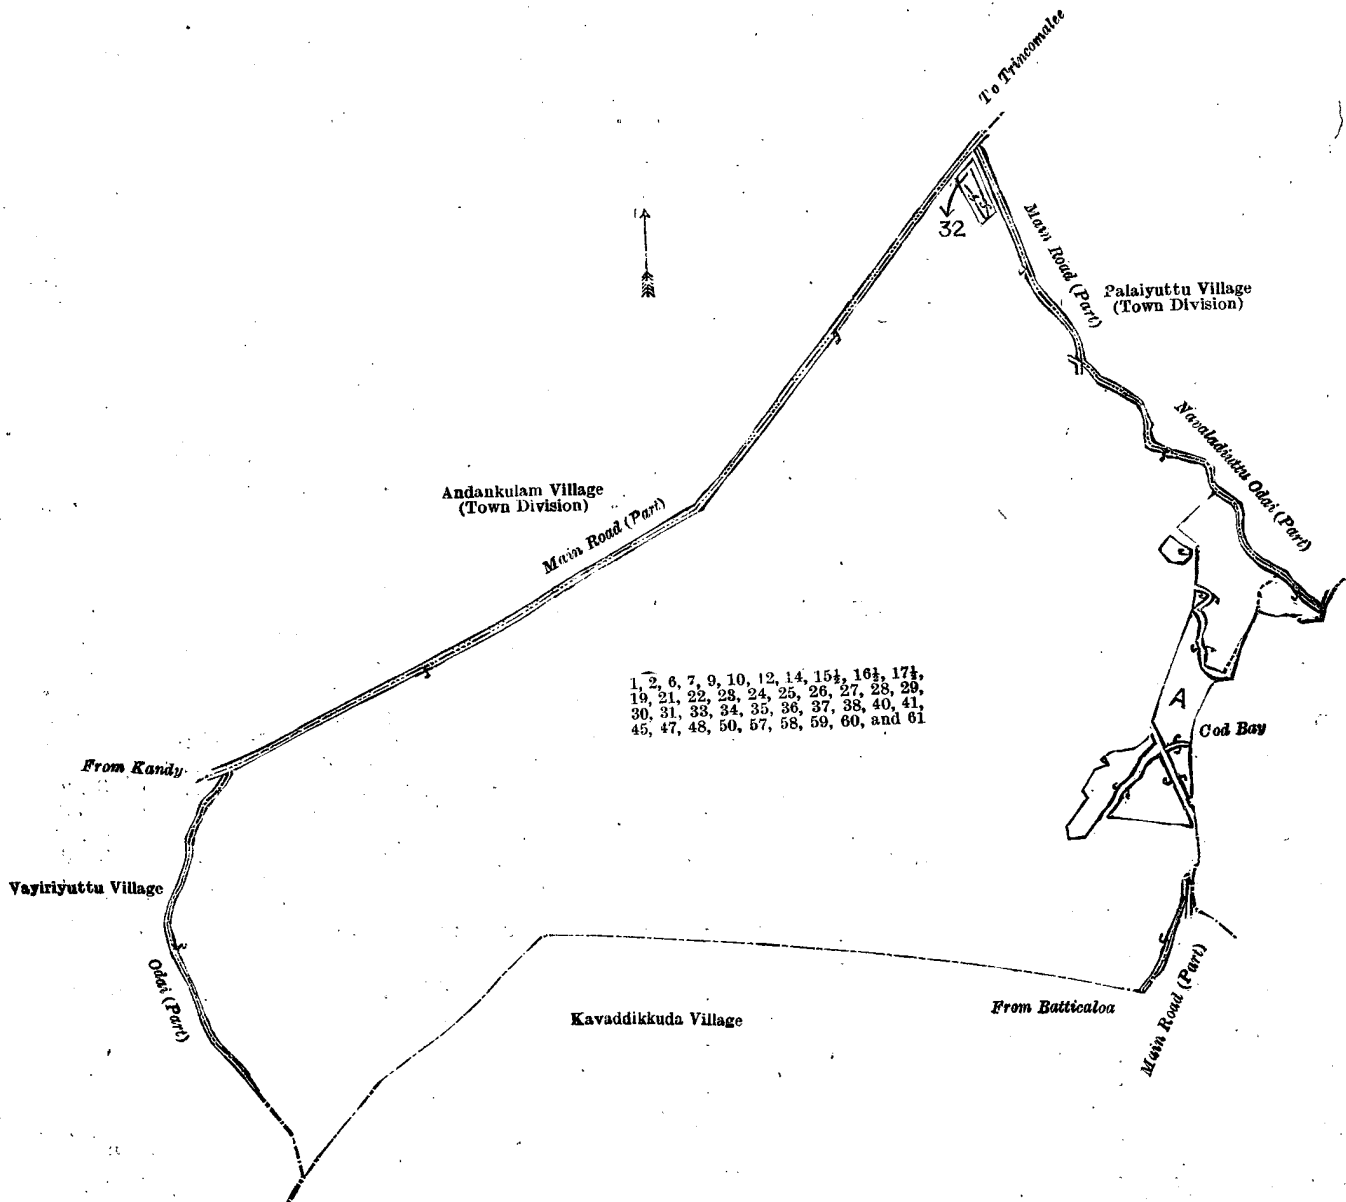 To Trincomalee
32
Main Road (Part)
Palaiyuttu Village
(Town Division)
Navaladiuttu Odai (Part)
Andankulam Village
(Town Division)
Main Road (Part)
1, 2, 6, 7, 9, 10, 12, 14, 15½, 16½, 17½,
19, 21, 22, 23, 24, 25, 26, 27, 28, 29,
30, 31, 33, 34, 35, 36, 37, 38, 40, 41,
45, 47, 48, 50, 57, 58, 59, 60, and 61
A
Cod Bay
From Kandy
Vayiriyuttu Village
Odai (Part)
Kavaddikkuda Village
From Batticaloa
Main Road (Part)